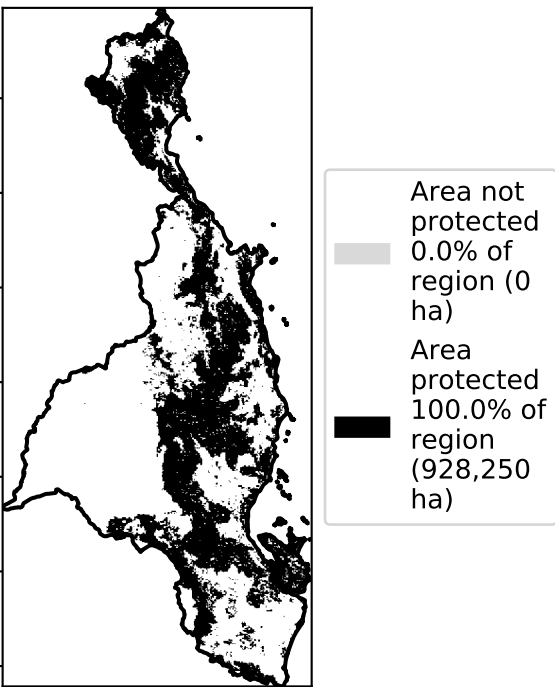 Area not
protected
0.0% of
region (0
ha)
Area
protected
100.0% of
region
(928,250
ha)